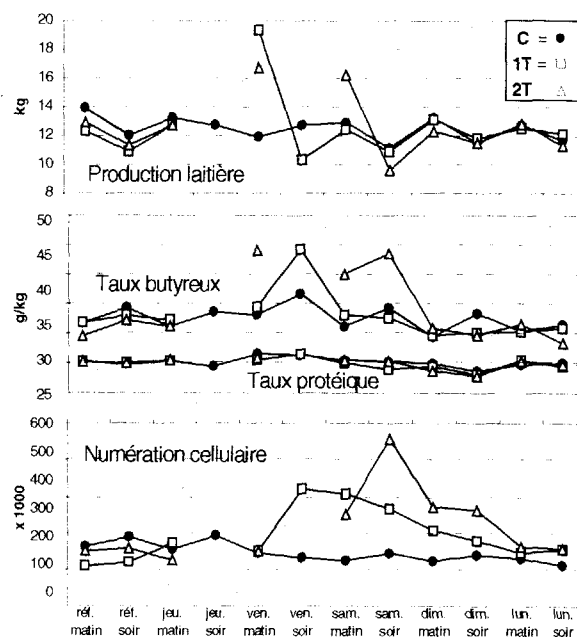 20
18
16
14
12
10
8
kg
C = ●
1T = □
2T △
Production laitière
50
45
40
35
30
25
g/kg
Taux butyreux
Taux protéique
600
500
400
300
200
100
0
x 1000
Numération cellulaire
réf. réf. jeu. jeu. ven. ven. sam. sam. dim. dim. lun. lun.
matin soir matin soir matin soir matin soir matin soir matin soir